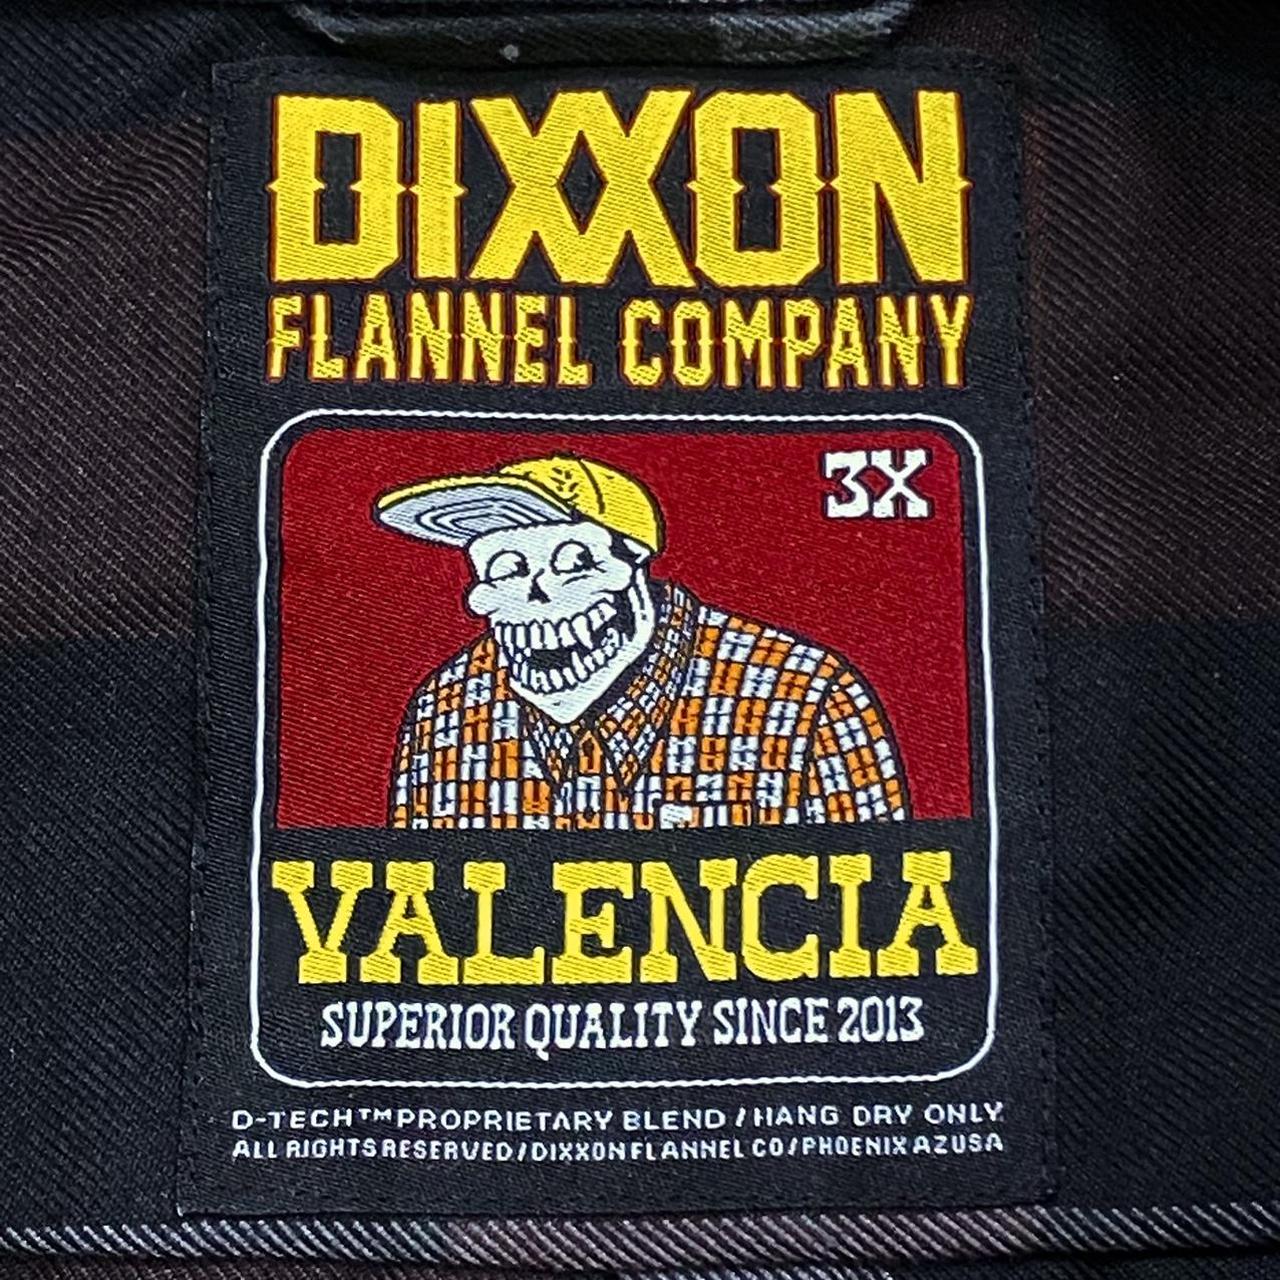 DIXXON
FLANNEL COMPANY
3X
VALENCIA
SUPERIOR QUALITY SINCE 2013
D-TECH™ PROPRIETARY BLEND / HANG DRY ONLY
ALL RIGHTS RESERVED / DIXXON FLANNEL CO / PHOENIX AZ USA